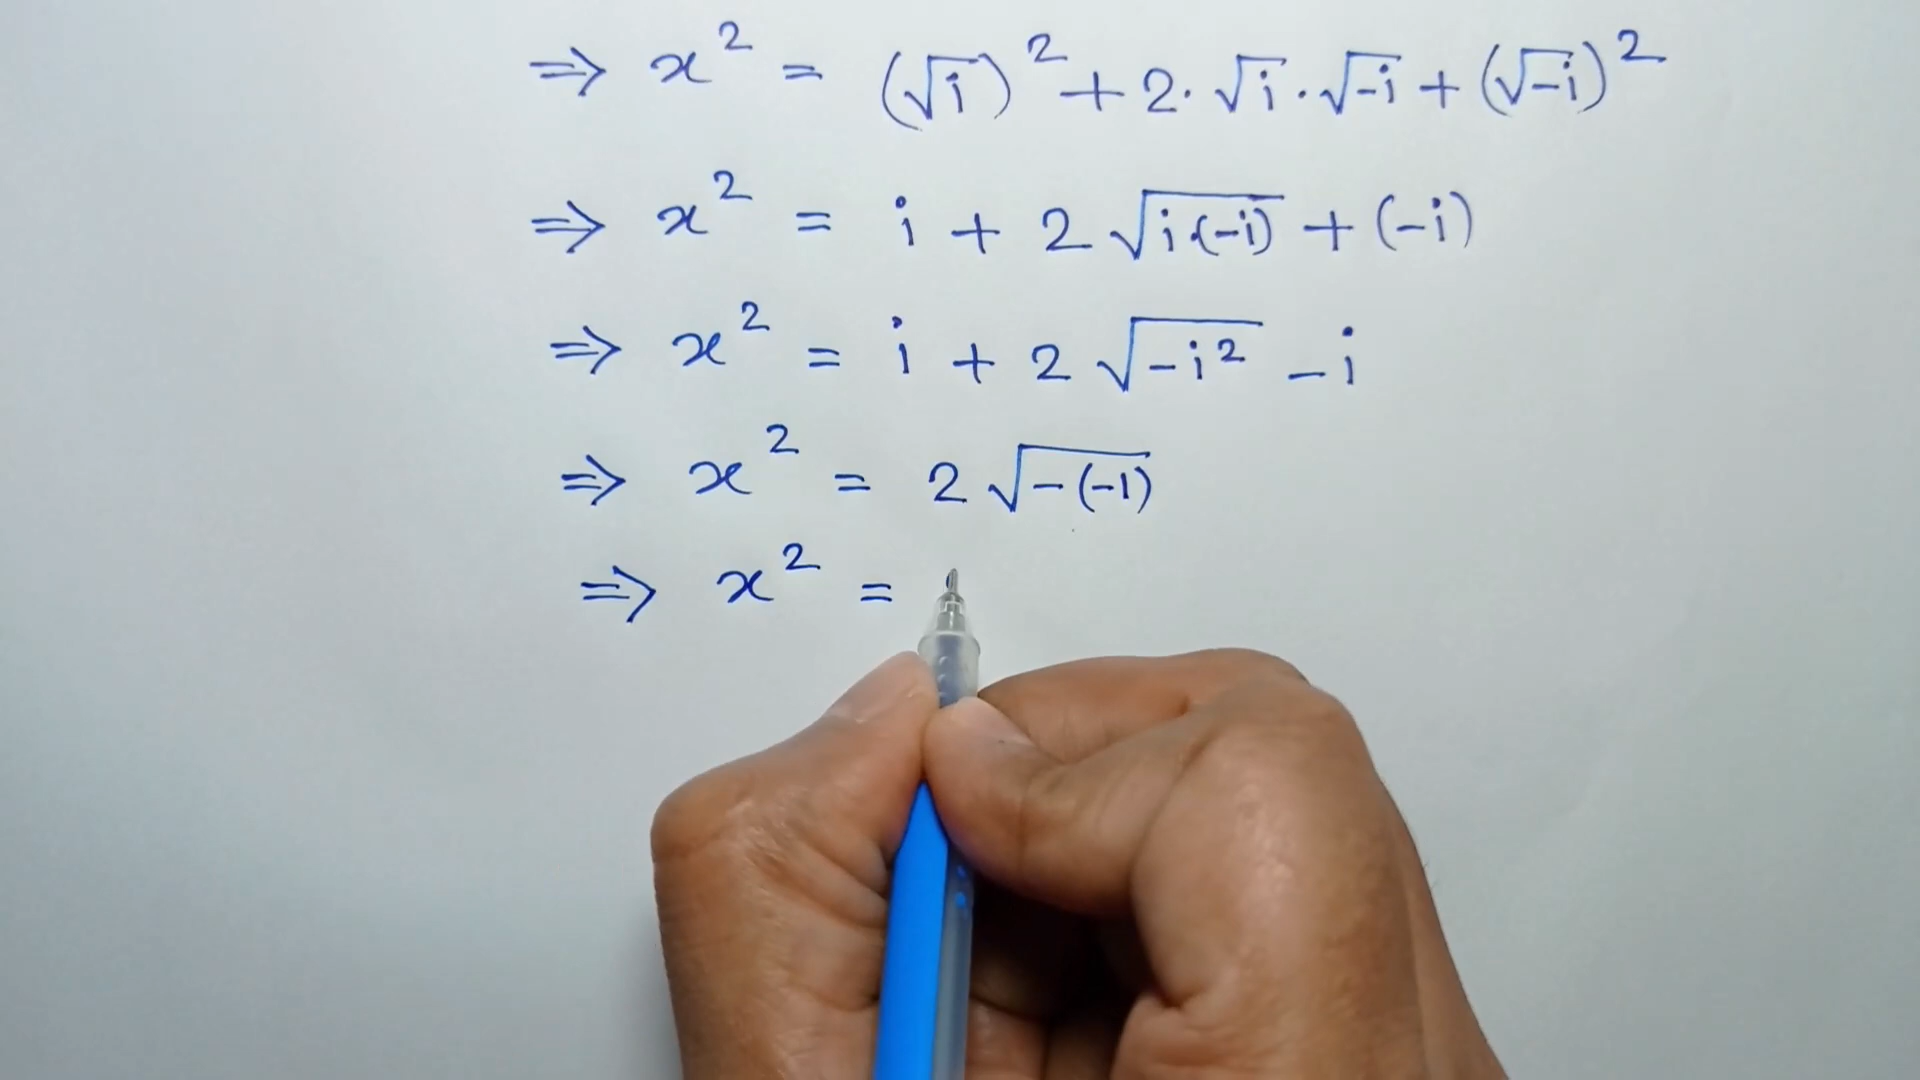 ⇒ x² = (√i)² + 2·√i·√-i + (√-i)²
⇒ x² = i + 2√i·(-i) + (-i)
⇒ x² = i + 2√-i² - i
⇒ x² = 2√-(-1)
⇒ x² =